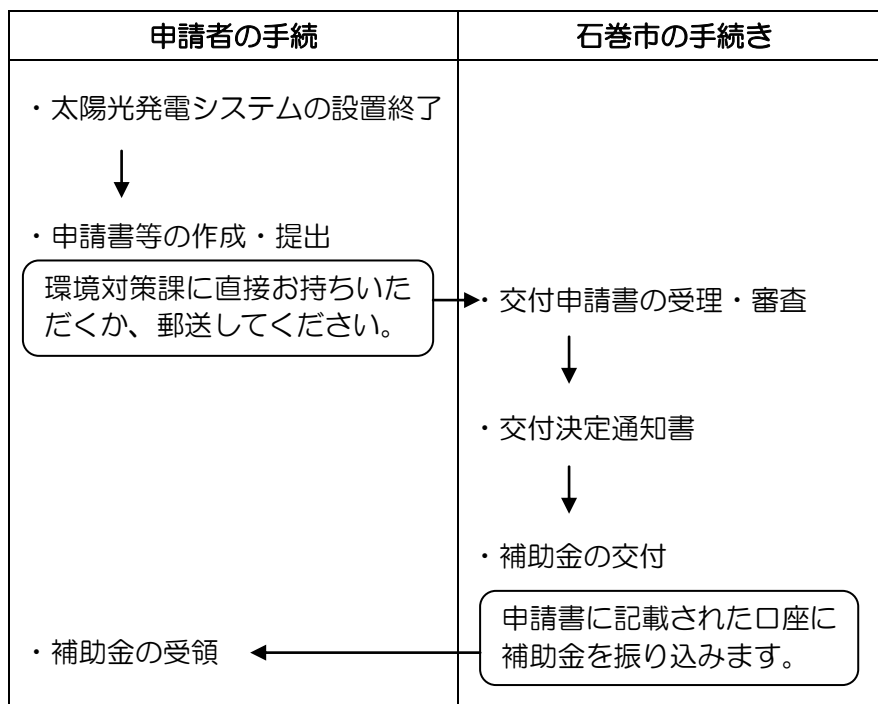 申請者の手続
石巻市の手続き
・太陽光発電システムの設置終了
・申請書等の作成・提出
環境対策課に直接お持ちいた
だくか、郵送してください。
・交付申請書の受理・審査
・交付決定通知書
・補助金の交付
申請書に記載された口座に
補助金を振り込みます。
・補助金の受領